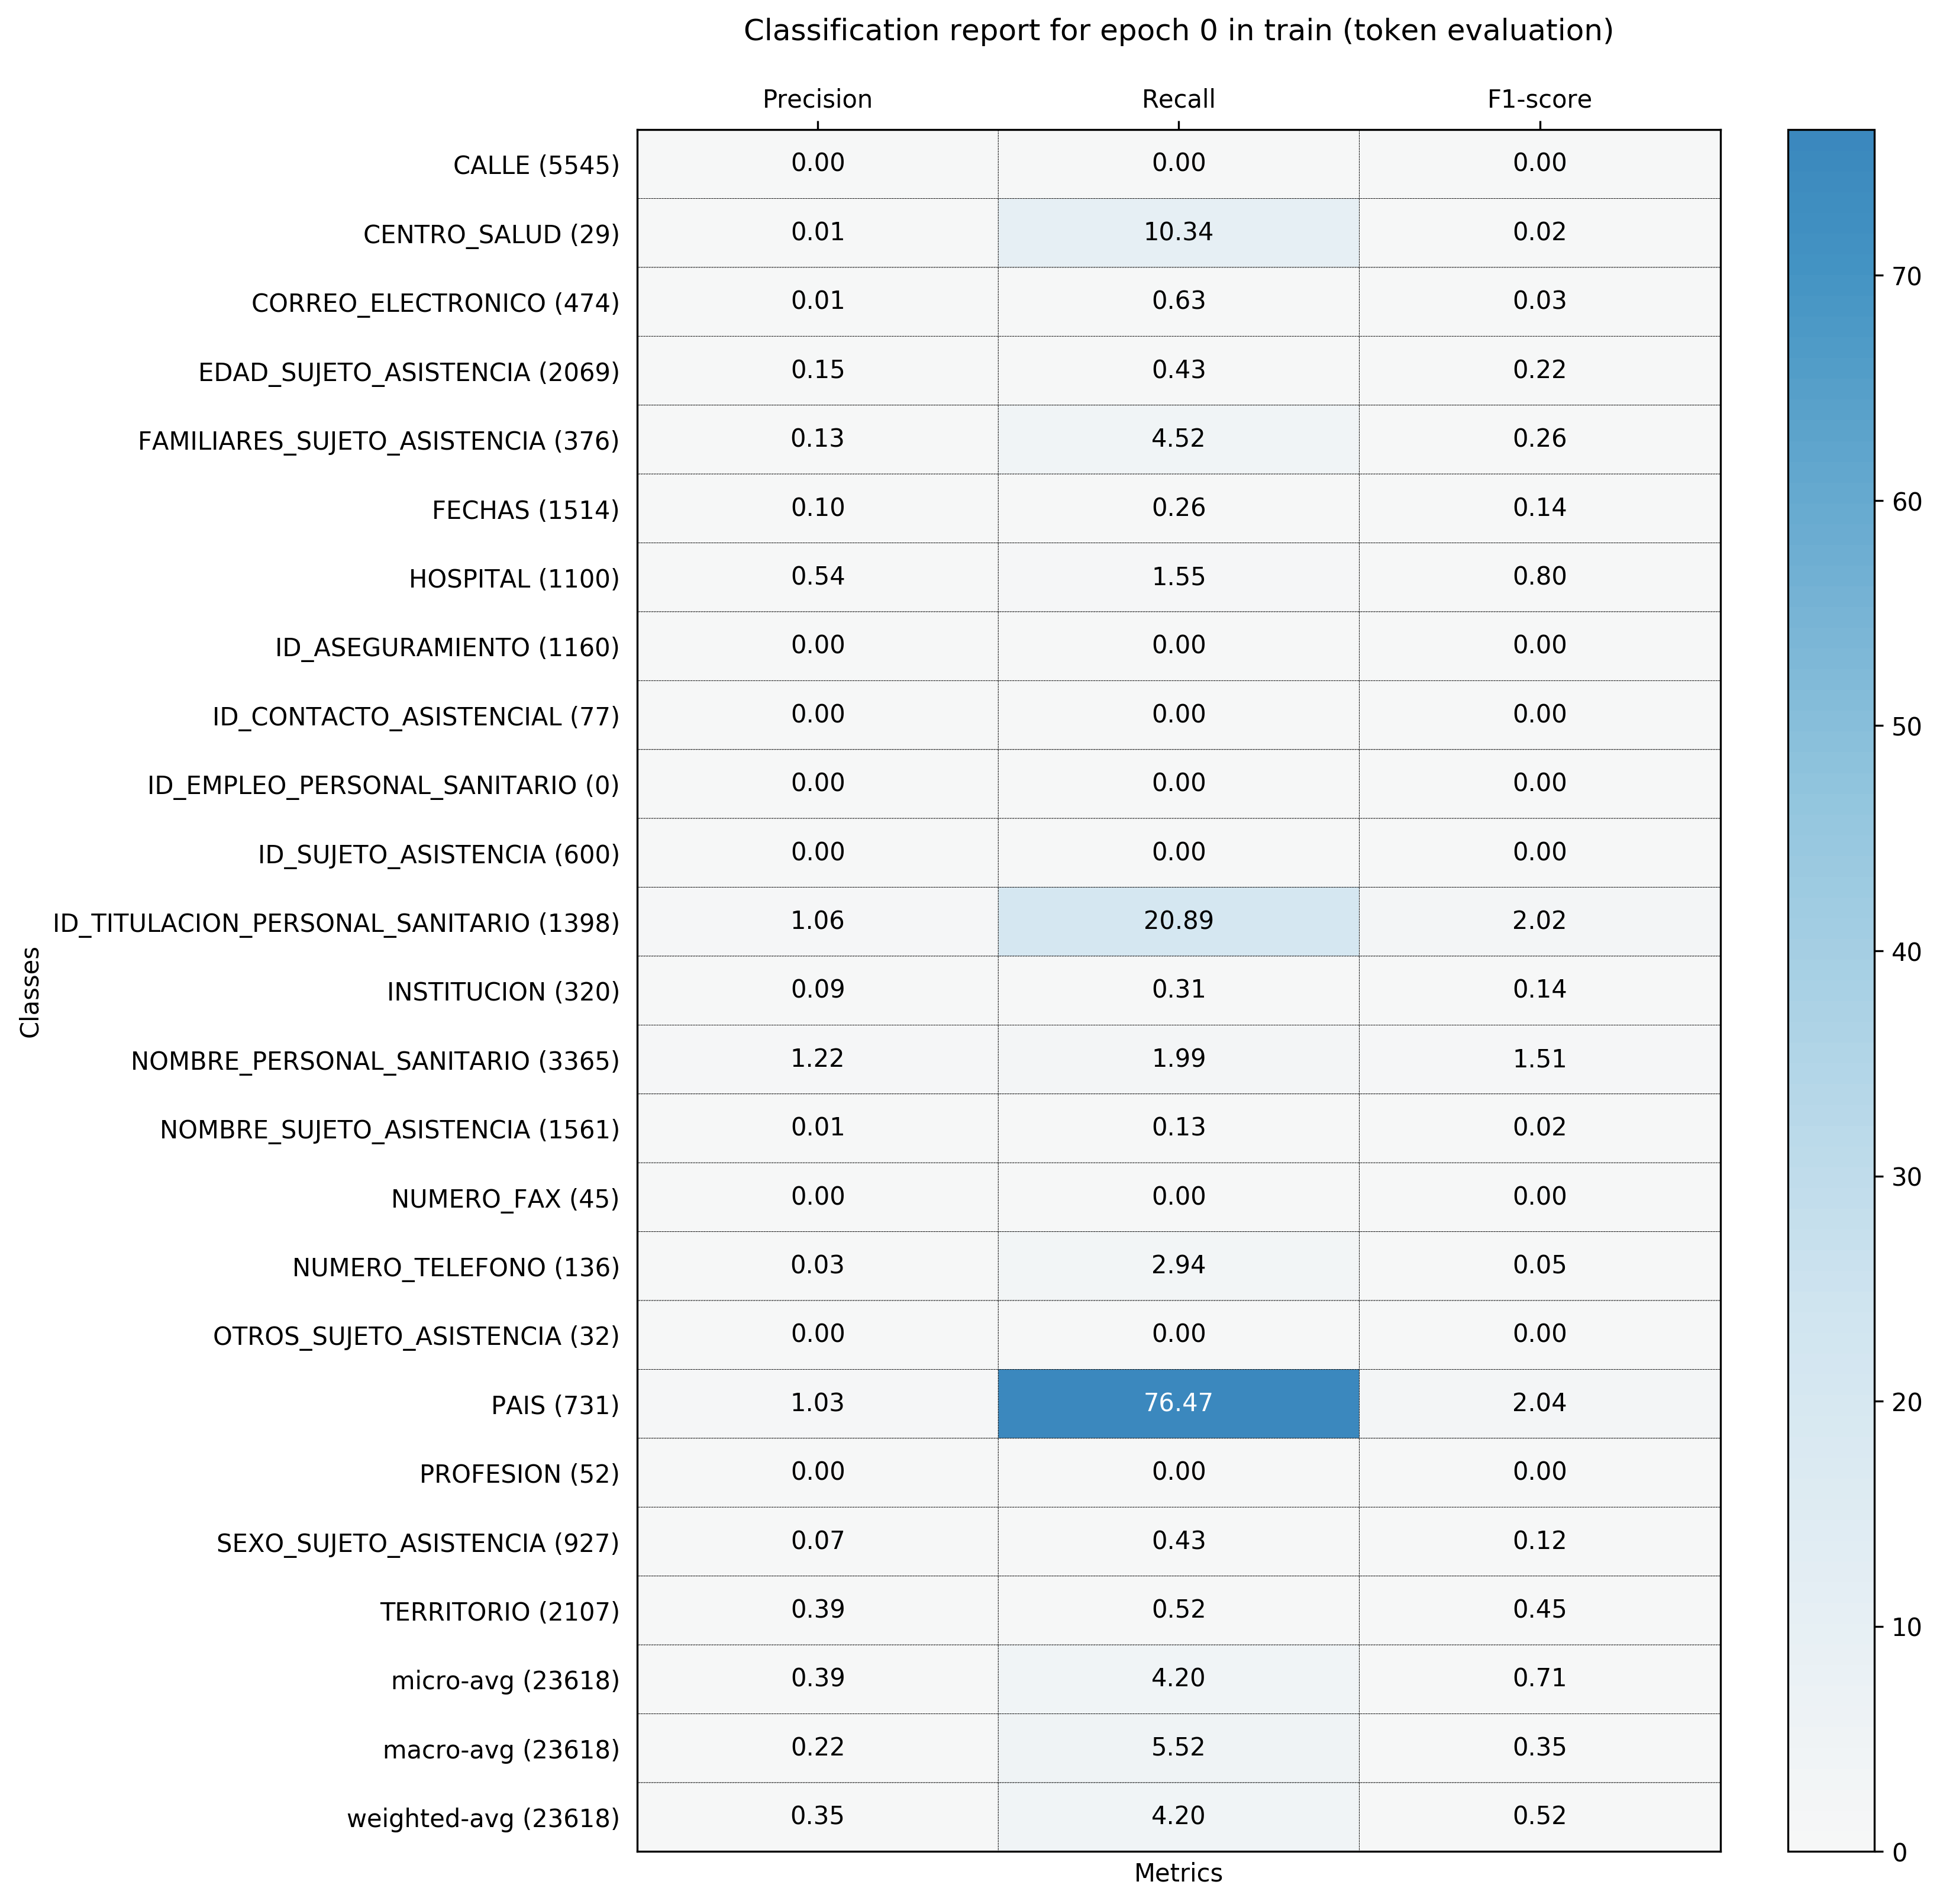 Classification report for epoch 0 in train (token evaluation)
Precision Recall F1-score
CALLE (5545) 0.00 0.00 0.00
CENTRO_SALUD (29) 0.01 10.34 0.02
CORREO_ELECTRONICO (474) 0.01 0.63 0.03
EDAD_SUJETO_ASISTENCIA (2069) 0.15 0.43 0.22
FAMILIARES_SUJETO_ASISTENCIA (376) 0.13 4.52 0.26
FECHAS (1514) 0.10 0.26 0.14
HOSPITAL (1100) 0.54 1.55 0.80
ID_ASEGURAMIENTO (1160) 0.00 0.00 0.00
ID_CONTACTO_ASISTENCIAL (77) 0.00 0.00 0.00
ID_EMPLEO_PERSONAL_SANITARIO (0) 0.00 0.00 0.00
ID_SUJETO_ASISTENCIA (600) 0.00 0.00 0.00
ID_TITULACION_PERSONAL_SANITARIO (1398) 1.06 20.89 2.02
INSTITUCION (320) 0.09 0.31 0.14
NOMBRE_PERSONAL_SANITARIO (3365) 1.22 1.99 1.51
NOMBRE_SUJETO_ASISTENCIA (1561) 0.01 0.13 0.02
NUMERO_FAX (45) 0.00 0.00 0.00
NUMERO_TELEFONO (136) 0.03 2.94 0.05
OTROS_SUJETO_ASISTENCIA (32) 0.00 0.00 0.00
PAIS (731) 1.03 76.47 2.04
PROFESION (52) 0.00 0.00 0.00
SEXO_SUJETO_ASISTENCIA (927) 0.07 0.43 0.12
TERRITORIO (2107) 0.39 0.52 0.45
micro-avg (23618) 0.39 4.20 0.71
macro-avg (23618) 0.22 5.52 0.35
weighted-avg (23618) 0.35 4.20 0.52
Metrics
Classes
70
60
50
40
30
20
10
0